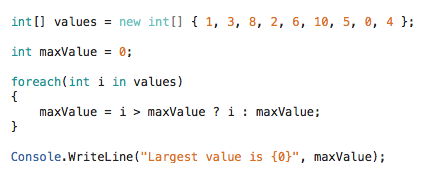 int[] values = new int[] { 1, 3, 8, 2, 6, 10, 5, 0, 4 };
int maxValue = 0;
foreach(int i in values)
{
    maxValue = i > maxValue ? i : maxValue;
}
Console.WriteLine("Largest value is {0}", maxValue);